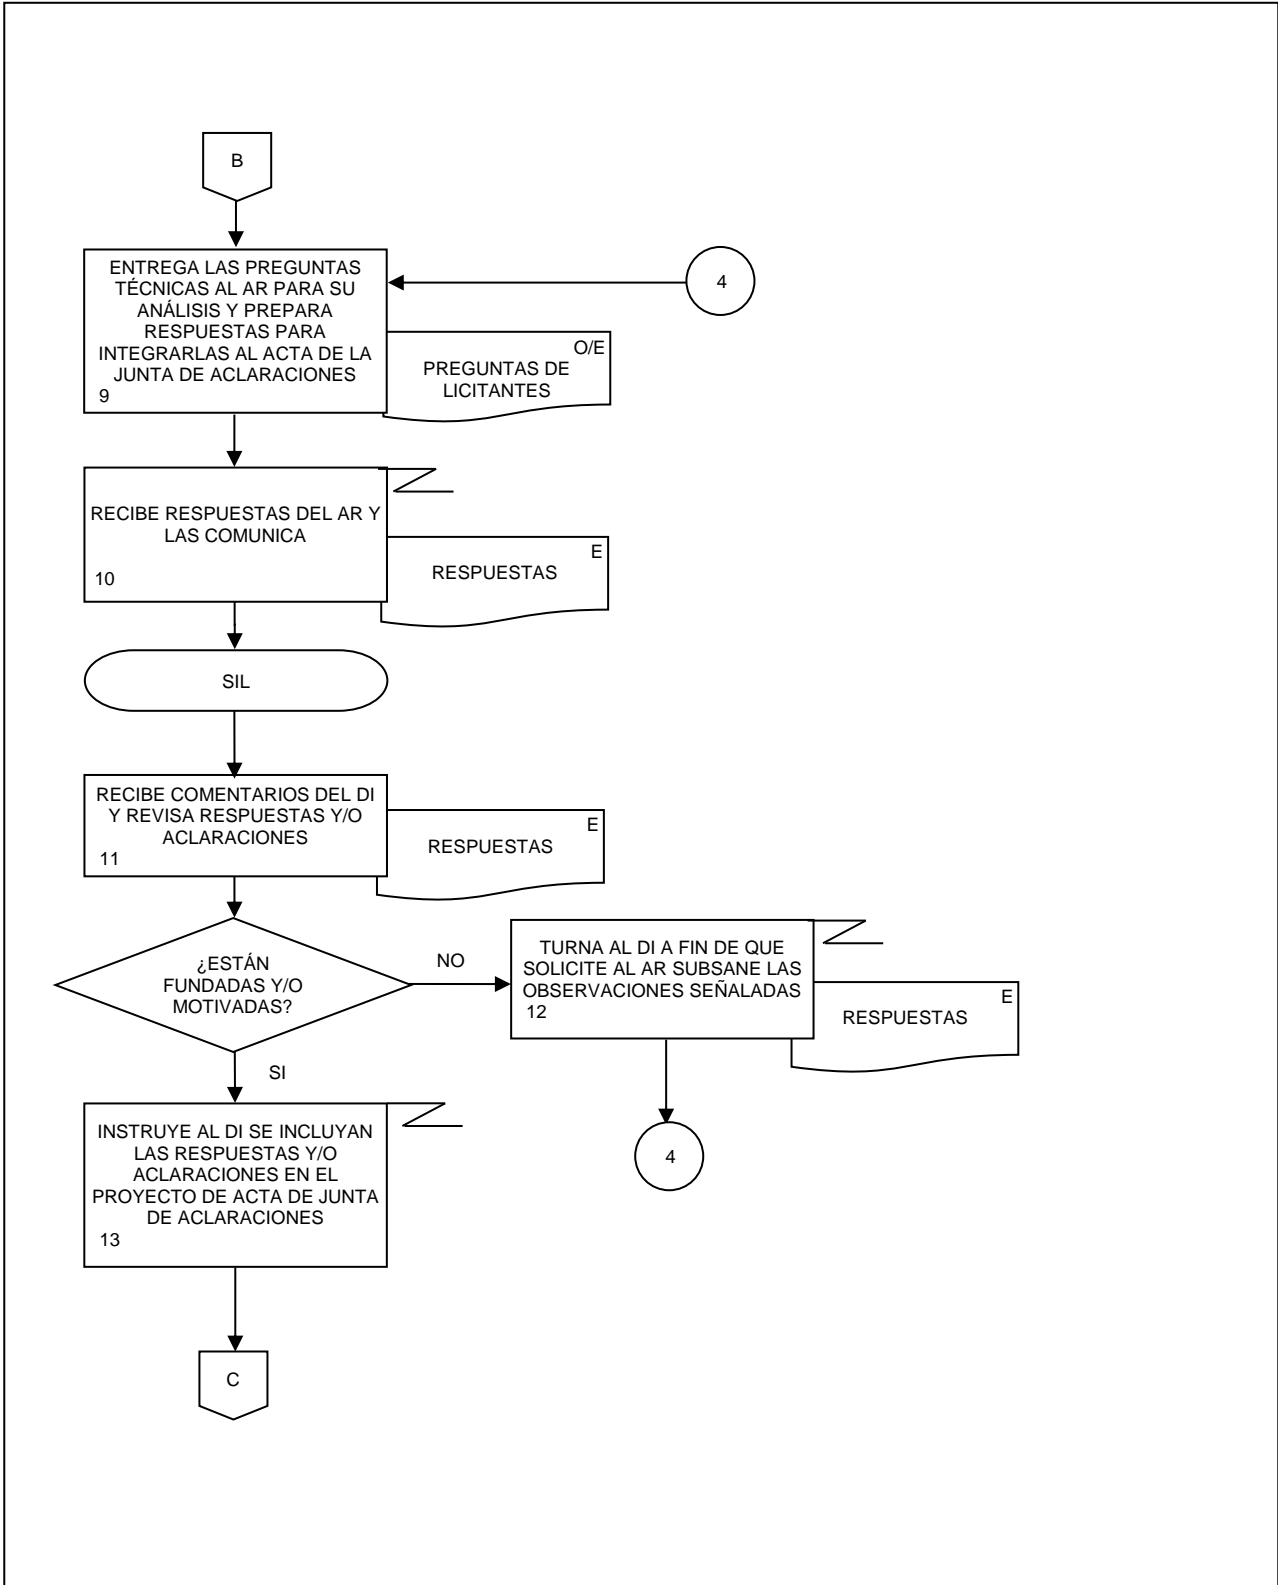 B
ENTREGA LAS PREGUNTAS
TÉCNICAS AL AR PARA SU
ANÁLISIS Y PREPARA
RESPUESTAS PARA
INTEGRARLAS AL ACTA DE LA
JUNTA DE ACLARACIONES
9
4
O/E
PREGUNTAS DE
LICITANTES
RECIBE RESPUESTAS DEL AR Y
LAS COMUNICA
10
E
RESPUESTAS
SIL
RECIBE COMENTARIOS DEL DI
Y REVISA RESPUESTAS Y/O
ACLARACIONES
11
E
RESPUESTAS
¿ESTÁN
FUNDADAS Y/O
MOTIVADAS?
NO
TURNA AL DI A FIN DE QUE
SOLICITE AL AR SUBSANE LAS
OBSERVACIONES SEÑALADAS
12
E
RESPUESTAS
4
SI
INSTRUYE AL DI SE INCLUYAN
LAS RESPUESTAS Y/O
ACLARACIONES EN EL
PROYECTO DE ACTA DE JUNTA
DE ACLARACIONES
13
C